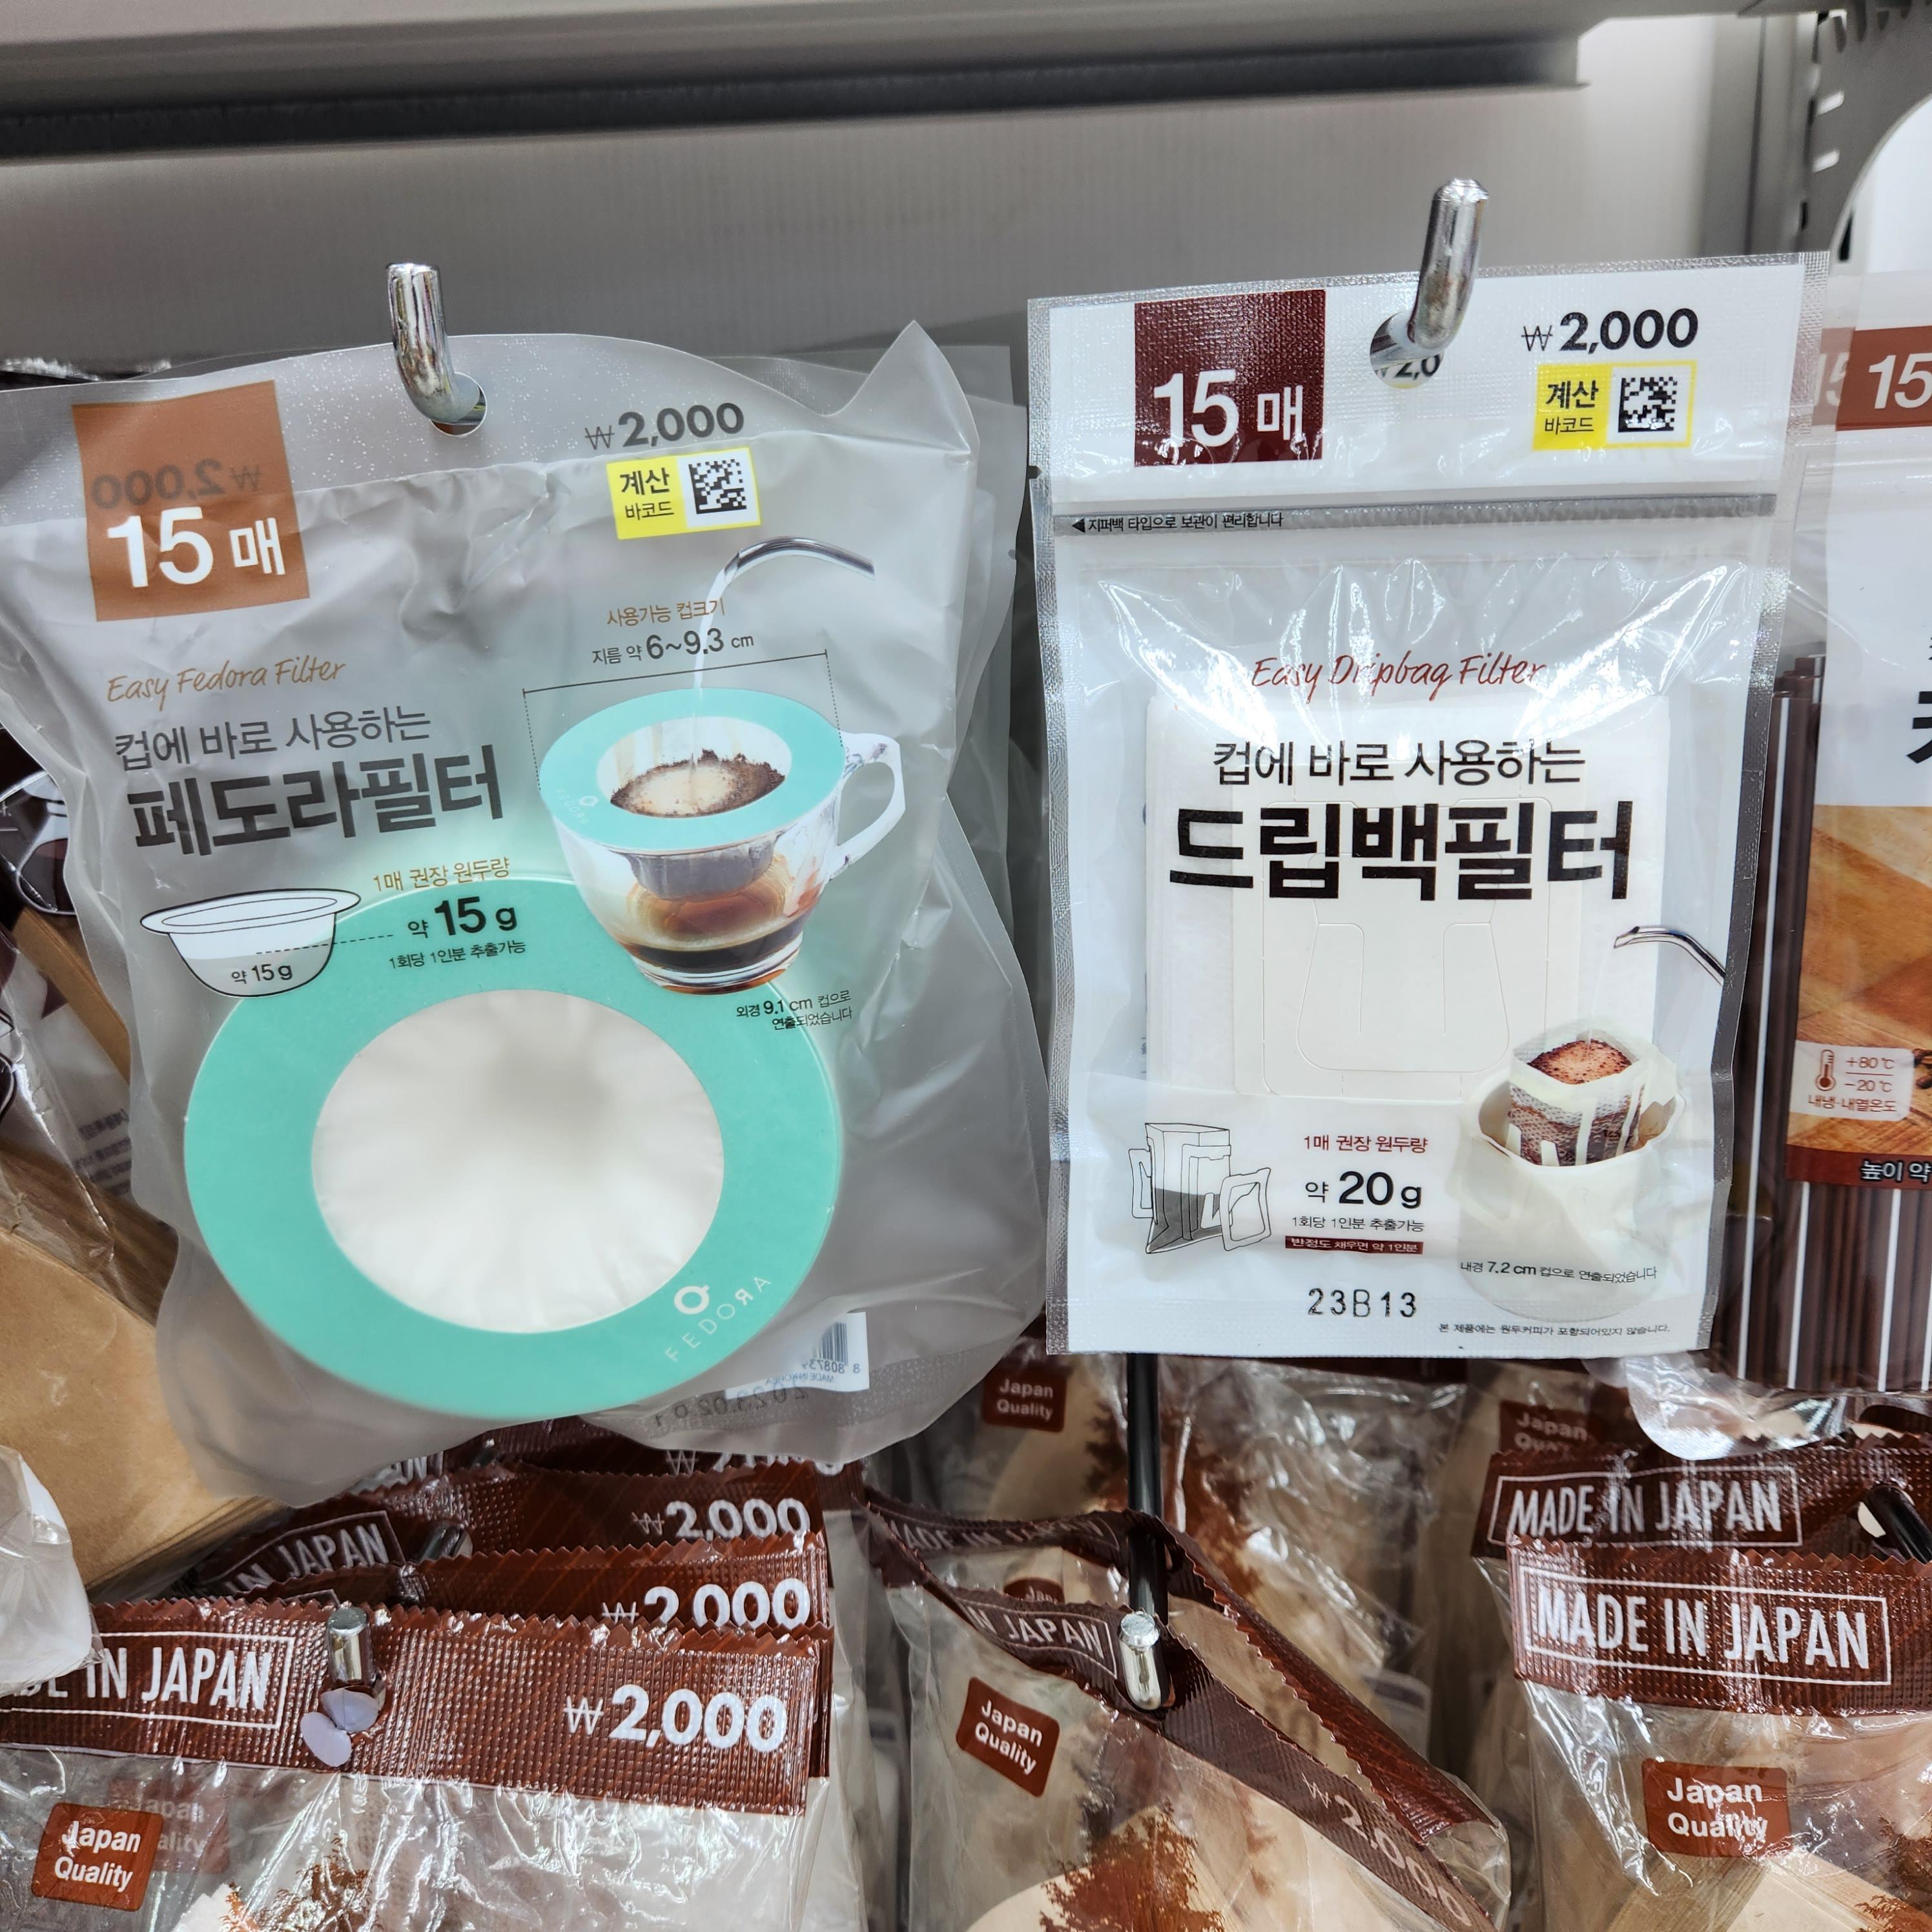 15 매
₩2,000
계산
바코드
사용가능 컵크기
지름 약 6~9.3 cm
Easy Fedora Filter
컵에 바로 사용하는
페도라필터
1매 권장 원두량
약 15 g
1회당 1인분 추출가능
약 15 g
외경 9.1 cm 컵으로
연출되었습니다
FEDORA
15 매
₩2,000
계산
바코드
◀지퍼백 타입으로 보관이 편리합니다
Easy Dripbag Filter
컵에 바로 사용하는
드립백필터
1매 권장 원두량
약 20 g
1회당 1인분 추출가능
반정도 채우면 약 1인분
내경 7.2 cm 컵으로 연출되었습니다
23B13
본 제품에는 원두커피가 포함되어있지 않습니다.
15
+80℃
-20℃
내냉·내열온도
높이 약
IN JAPAN
₩2,000
₩2,000
IN JAPAN
₩2,000
Japan
Quality
Japan
Quality
MADE IN JAPAN
IN JAPAN
Japan
Quality
₩2,000
MADE IN JAPAN
MADE IN JAPAN
Japan
Quality